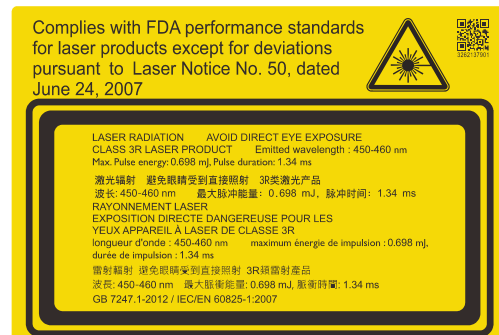 Complies with FDA performance standards
for laser products except for deviations
pursuant to Laser Notice No. 50, dated
June 24, 2007
3262137901
LASER RADIATION AVOID DIRECT EYE EXPOSURE
CLASS 3R LASER PRODUCT Emitted wavelength : 450-460 nm
Max. Pulse energy: 0.698 mJ, Pulse duration: 1.34 ms
激光辐射 避免眼睛受到直接照射 3R类激光产品
波长: 450-460 nm 最大脉冲能量: 0.698 mJ, 脉冲时间: 1.34 ms
RAYONNEMENT LASER
EXPOSITION DIRECTE DANGEREUSE POUR LES
YEUX APPAREIL À LASER DE CLASSE 3R
longueur d'onde : 450-460 nm maximum énergie de impulsion : 0.698 mJ,
durée de impulsion : 1.34 ms
雷射輻射 避免眼睛受到直接照射 3R類雷射產品
波長: 450-460 nm 最大脈衝能量: 0.698 mJ, 脈衝時間: 1.34 ms
GB 7247.1-2012 / IEC/EN 60825-1:2007